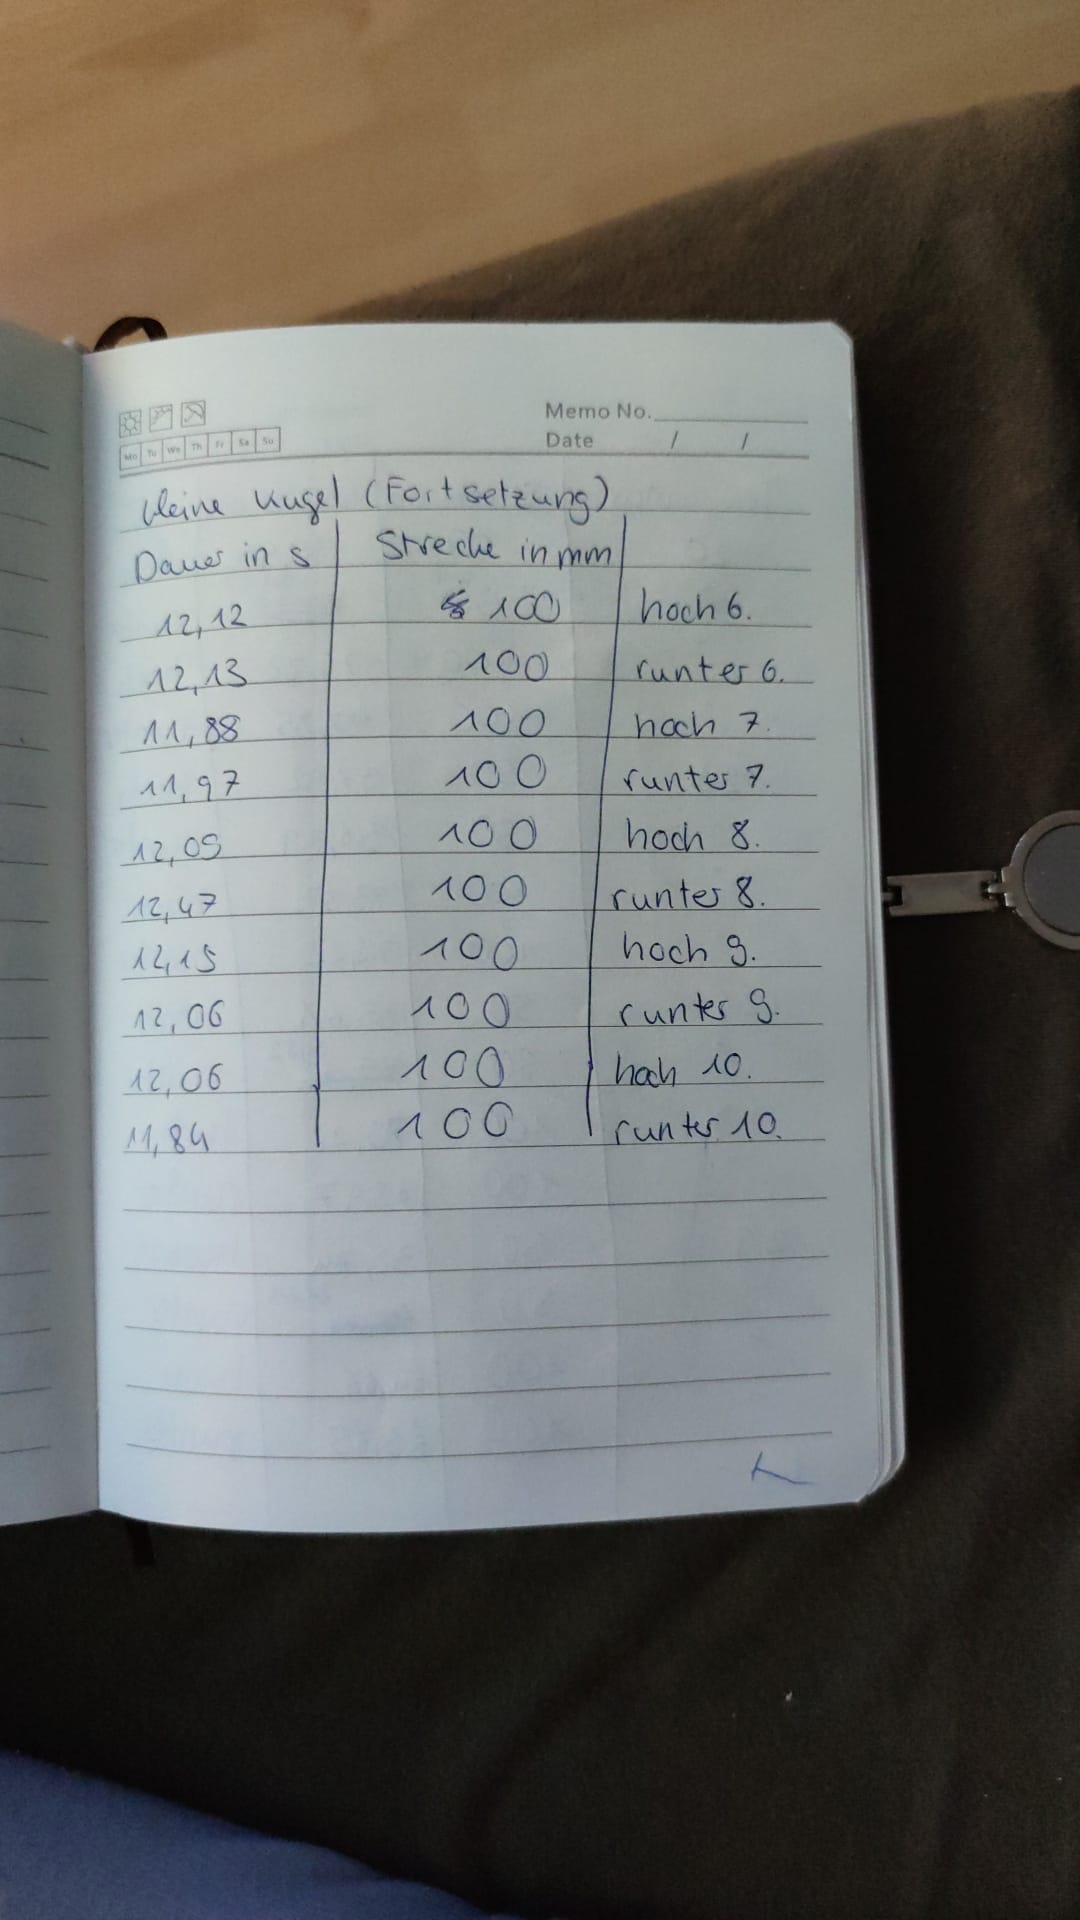 Memo No.
Mo Tu We Th Fr Sa Su Date / /
kleine Kugel (Fortsetzung)
Dauer in s Strecke in mm
12,12 100 hoch 6.
12,13 100 runter 6.
11,88 100 hoch 7.
11,97 100 runter 7.
12,09 100 hoch 8.
12,47 100 runter 8.
12,15 100 hoch 9.
12,06 100 runter 9.
12,06 100 hoch 10.
11,84 100 runter 10.